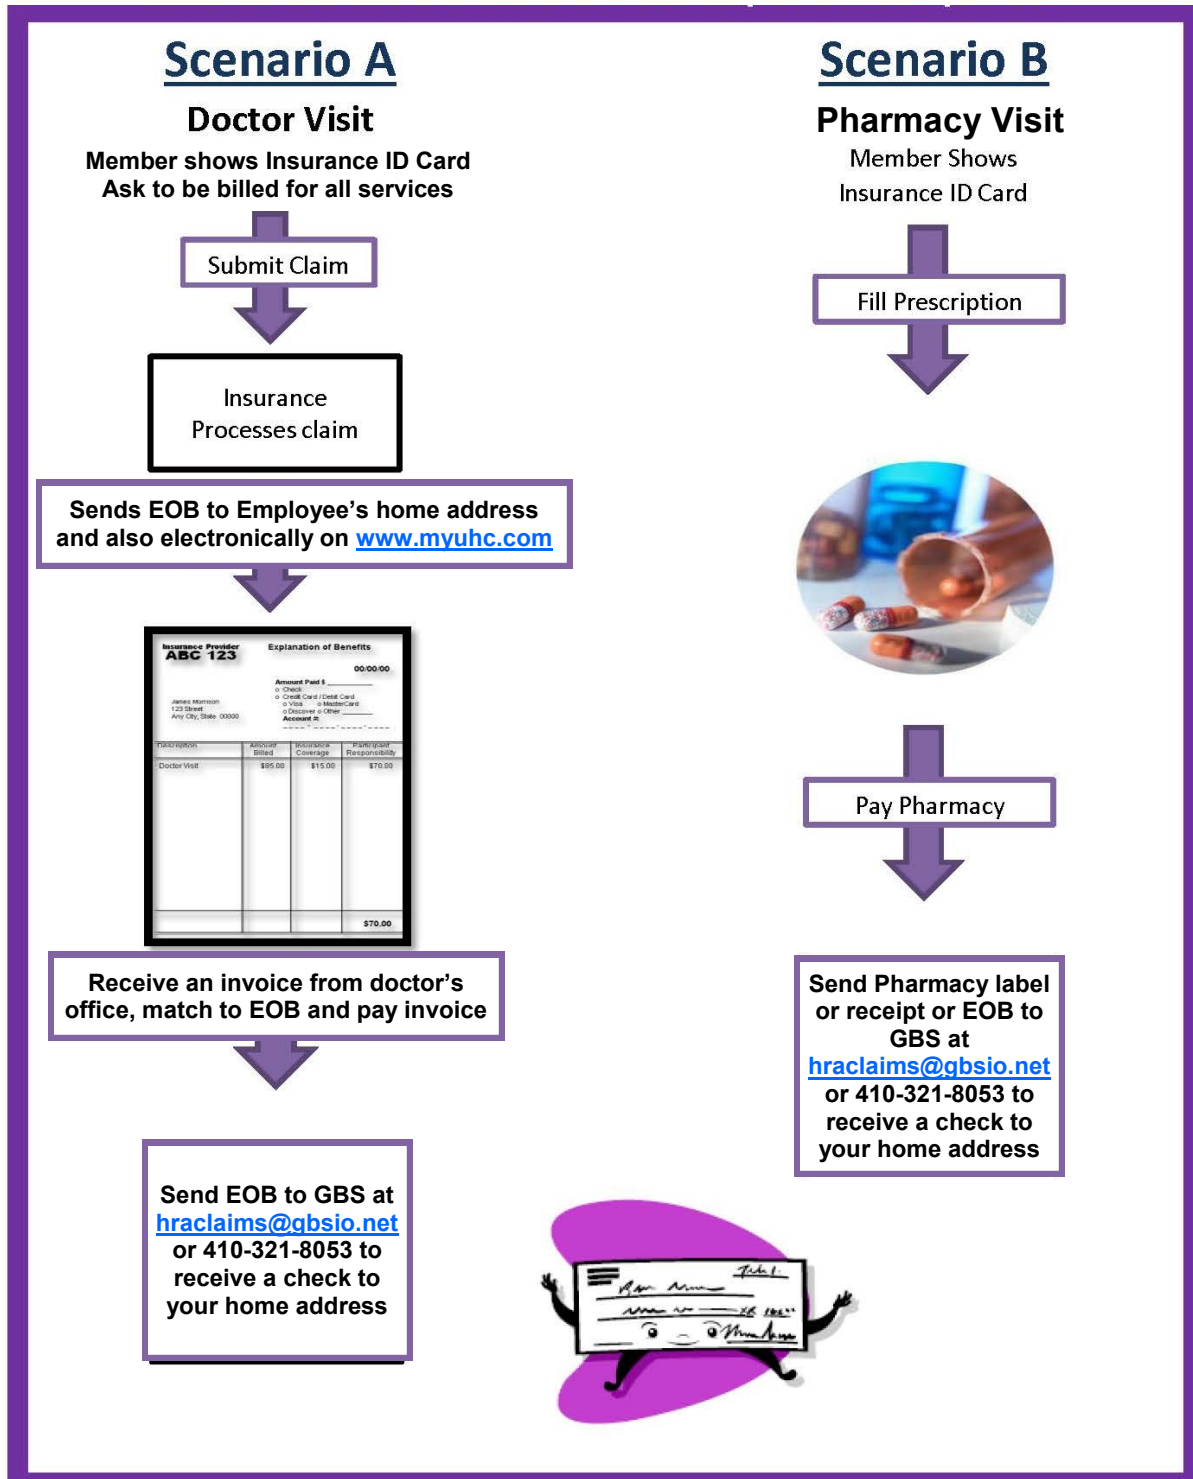 Scenario A
Doctor Visit
Member shows Insurance ID Card
Ask to be billed for all services
Submit Claim
Insurance
Processes claim
Sends EOB to Employee’s home address
and also electronically on www.myuhc.com
Insurance Provider Explanation of Benefits
ABC 123
00/00/00
Amount Paid $
o Check
o Credit Card / Debit Card
o Visa o MasterCard
o Discover o Other
Account #:
James Morrison
123 Street
Any City, State 00000
Description Amount Billed Insurance Coverage Participant Responsibility
Doctor Visit $85.00 $15.00 $70.00
$70.00
Receive an invoice from doctor’s
office, match to EOB and pay invoice
Send EOB to GBS at
hraclaims@gbsio.net
or 410-321-8053 to
receive a check to
your home address
Scenario B
Pharmacy Visit
Member Shows
Insurance ID Card
Fill Prescription
Pay Pharmacy
Send Pharmacy label
or receipt or EOB to
GBS at
hraclaims@gbsio.net
or 410-321-8053 to
receive a check to
your home address